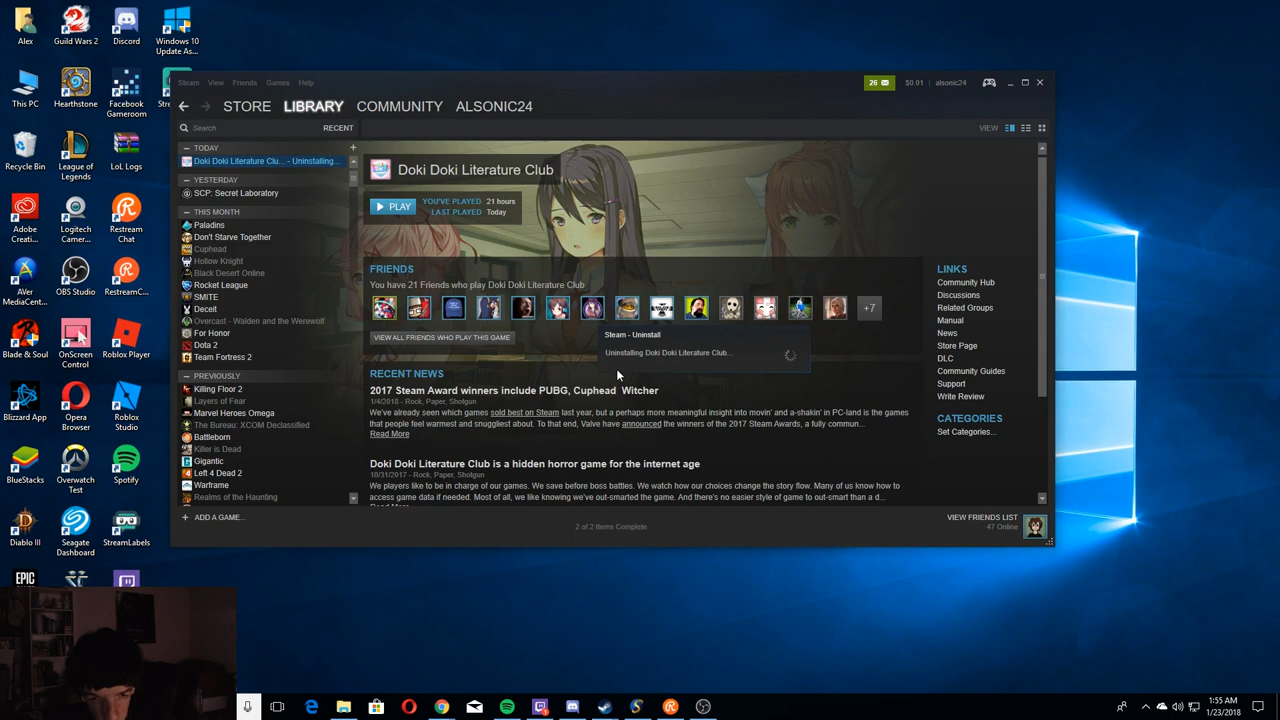 Alex
Guild Wars 2
Discord
Windows 10
Update As...
This PC
Hearthstone
Facebook
Gameroom
Recycle Bin
League of
Legends
LoL Logs
Adobe
Creati...
Logitech
Camer...
Restream
Chat
AVer
MediaCent...
OBS Studio
RestreamC...
Blade & Soul
OnScreen
Control
Roblox Player
Blizzard App
Opera
Browser
Roblox
Studio
BlueStacks
Overwatch
Test
Spotify
Diablo III
Seagate
Dashboard
StreamLabels
EPIC
Steam View Friends Games Help
26 $0.01 alsonic24
STORE LIBRARY COMMUNITY ALSONIC24
Search RECENT VIEW
TODAY
Doki Doki Literature Clu... - Uninstalling...
YESTERDAY
SCP: Secret Laboratory
THIS MONTH
Paladins
Don't Starve Together
Cuphead
Hollow Knight
Black Desert Online
Rocket League
SMITE
Deceit
Overcast - Walden and the Werewolf
For Honor
Dota 2
Team Fortress 2
PREVIOUSLY
Killing Floor 2
Layers of Fear
Marvel Heroes Omega
The Bureau: XCOM Declassified
Battleborn
Killer is Dead
Gigantic
Left 4 Dead 2
Warframe
Realms of the Haunting
ADD A GAME...
Doki Doki Literature Club
PLAY
YOU'VE PLAYED 21 hours
LAST PLAYED Today
FRIENDS
You have 21 Friends who play Doki Doki Literature Club
+7
VIEW ALL FRIENDS WHO PLAY THIS GAME
Steam - Uninstall
Uninstalling Doki Doki Literature Club...
RECENT NEWS
2017 Steam Award winners include PUBG, Cuphead Witcher
1/4/2018 - Rock, Paper, Shotgun
We've already seen which games sold best on Steam last year, but a perhaps more meaningful insight into movin' and a-shakin' in PC-land is the games
that people feel warmest and snuggliest about. To that end, Valve have announced the winners of the 2017 Steam Awards, a fully commun...
Read More
Doki Doki Literature Club is a hidden horror game for the internet age
10/31/2017 - Rock, Paper, Shotgun
We players like to be in charge of our games. We save before boss battles. We watch how our choices change the story flow. Many of us know how to
access game data if needed. Most of all, we like knowing we've out-smarted the game. And there's no easier style of game to out-smart than a d...
Read More
LINKS
Community Hub
Discussions
Related Groups
Manual
News
Store Page
DLC
Community Guides
Support
Write Review
CATEGORIES
Set Categories...
2 of 2 Items Complete
VIEW FRIENDS LIST
47 Online
1:55 AM
1/23/2018